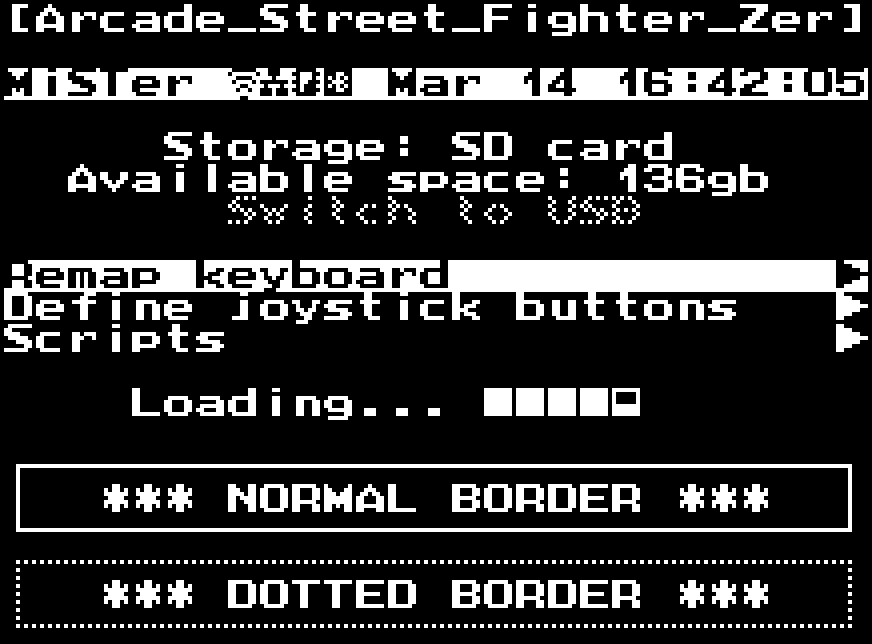 [Arcade_Street_Fighter_Zer]
MiSTer Mar 14 16:42:05
Storage: SD card
Available space: 136gb
Switch to USB
Remap keyboard
Define joystick buttons
Scripts
Loading...
*** NORMAL BORDER ***
*** DOTTED BORDER ***